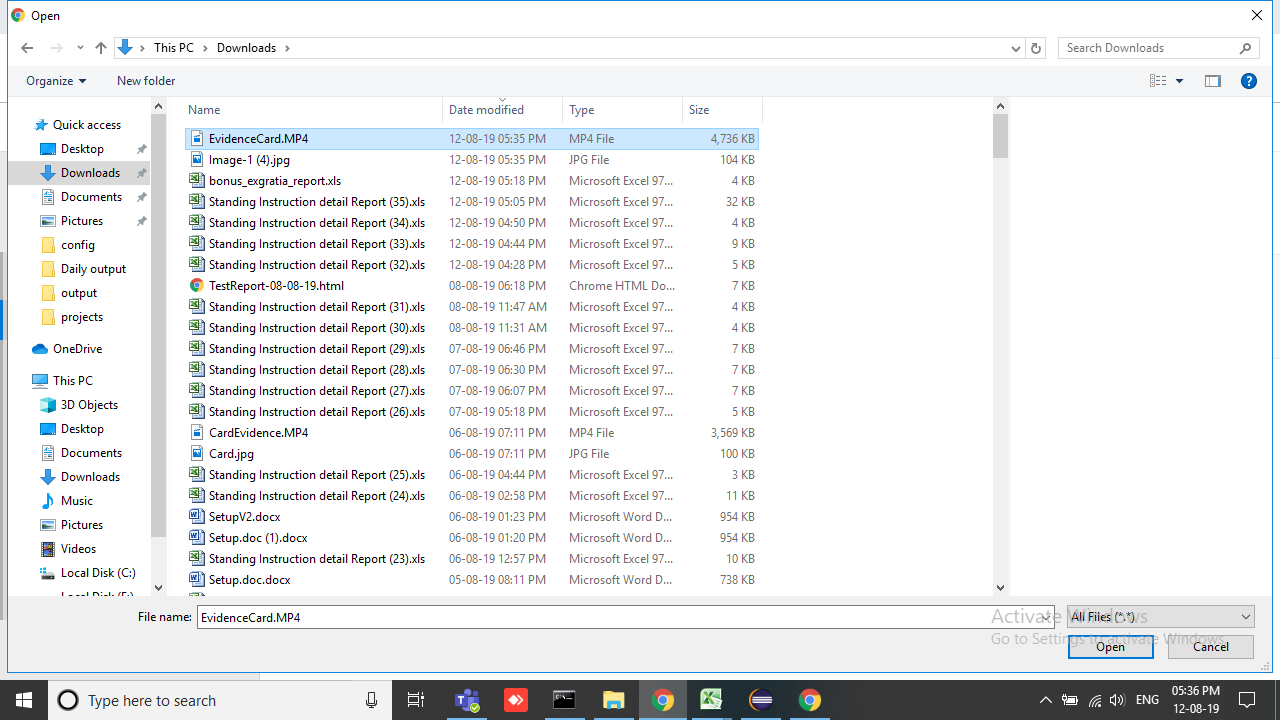 Open
This PC
Downloads
Search Downloads
Organize
New folder
Name
Date modified
Type
Size
Quick access
Desktop
Downloads
Documents
Pictures
config
Daily output
output
projects
OneDrive
This PC
3D Objects
Desktop
Documents
Downloads
Music
Pictures
Videos
Local Disk (C:)
EvidenceCard.MP4 12-08-19 05:35 PM MP4 File 4,736 KB
Image-1 (4).jpg 12-08-19 05:35 PM JPG File 104 KB
bonus_exgratia_report.xls 12-08-19 05:18 PM Microsoft Excel 97... 4 KB
Standing Instruction detail Report (35).xls 12-08-19 05:05 PM Microsoft Excel 97... 32 KB
Standing Instruction detail Report (34).xls 12-08-19 04:50 PM Microsoft Excel 97... 4 KB
Standing Instruction detail Report (33).xls 12-08-19 04:44 PM Microsoft Excel 97... 9 KB
Standing Instruction detail Report (32).xls 12-08-19 04:28 PM Microsoft Excel 97... 5 KB
TestReport-08-08-19.html 08-08-19 06:18 PM Chrome HTML Do... 7 KB
Standing Instruction detail Report (31).xls 08-08-19 11:47 AM Microsoft Excel 97... 4 KB
Standing Instruction detail Report (30).xls 08-08-19 11:31 AM Microsoft Excel 97... 4 KB
Standing Instruction detail Report (29).xls 07-08-19 06:46 PM Microsoft Excel 97... 7 KB
Standing Instruction detail Report (28).xls 07-08-19 06:30 PM Microsoft Excel 97... 7 KB
Standing Instruction detail Report (27).xls 07-08-19 06:07 PM Microsoft Excel 97... 7 KB
Standing Instruction detail Report (26).xls 07-08-19 05:18 PM Microsoft Excel 97... 5 KB
CardEvidence.MP4 06-08-19 07:11 PM MP4 File 3,569 KB
Card.jpg 06-08-19 07:11 PM JPG File 100 KB
Standing Instruction detail Report (25).xls 06-08-19 04:44 PM Microsoft Excel 97... 3 KB
Standing Instruction detail Report (24).xls 06-08-19 02:58 PM Microsoft Excel 97... 11 KB
SetupV2.docx 06-08-19 01:23 PM Microsoft Word D... 954 KB
Setup.doc (1).docx 06-08-19 01:20 PM Microsoft Word D... 954 KB
Standing Instruction detail Report (23).xls 06-08-19 12:57 PM Microsoft Excel 97... 10 KB
Setup.doc.docx 05-08-19 08:11 PM Microsoft Word D... 738 KB
File name: EvidenceCard.MP4
All Files (*.*)
Activate Windows
Go to Settings to activate Windows.
Open
Cancel
Type here to search
ENG
05:36 PM
12-08-19